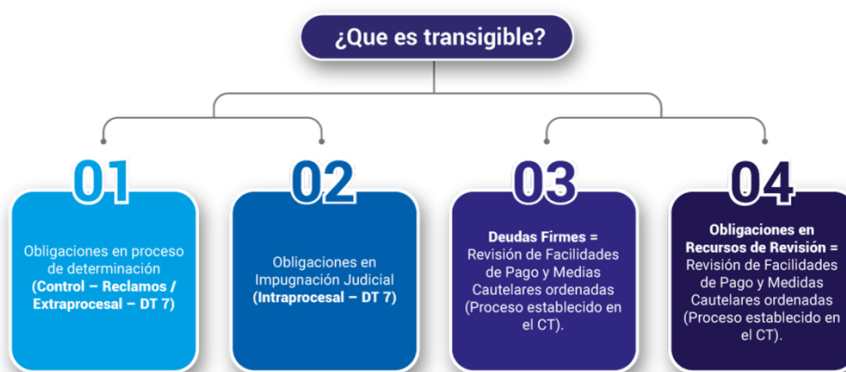 ¿Que es transigible?
01
Obligaciones en proceso
de determinación
(Control – Reclamos /
Extraprocesal – DT 7)
02
Obligaciones en
Impugnación Judicial
(Intraprocesal – DT 7)
03
Deudas Firmes =
Revisión de Facilidades
de Pago y Medias
Cautelares ordenadas
(Proceso establecido en
el CT).
04
Obligaciones en
Recursos de Revisión =
Revisión de Facilidades
de Pago y Medidas
Cautelares ordenadas
(Proceso establecido en
el CT).